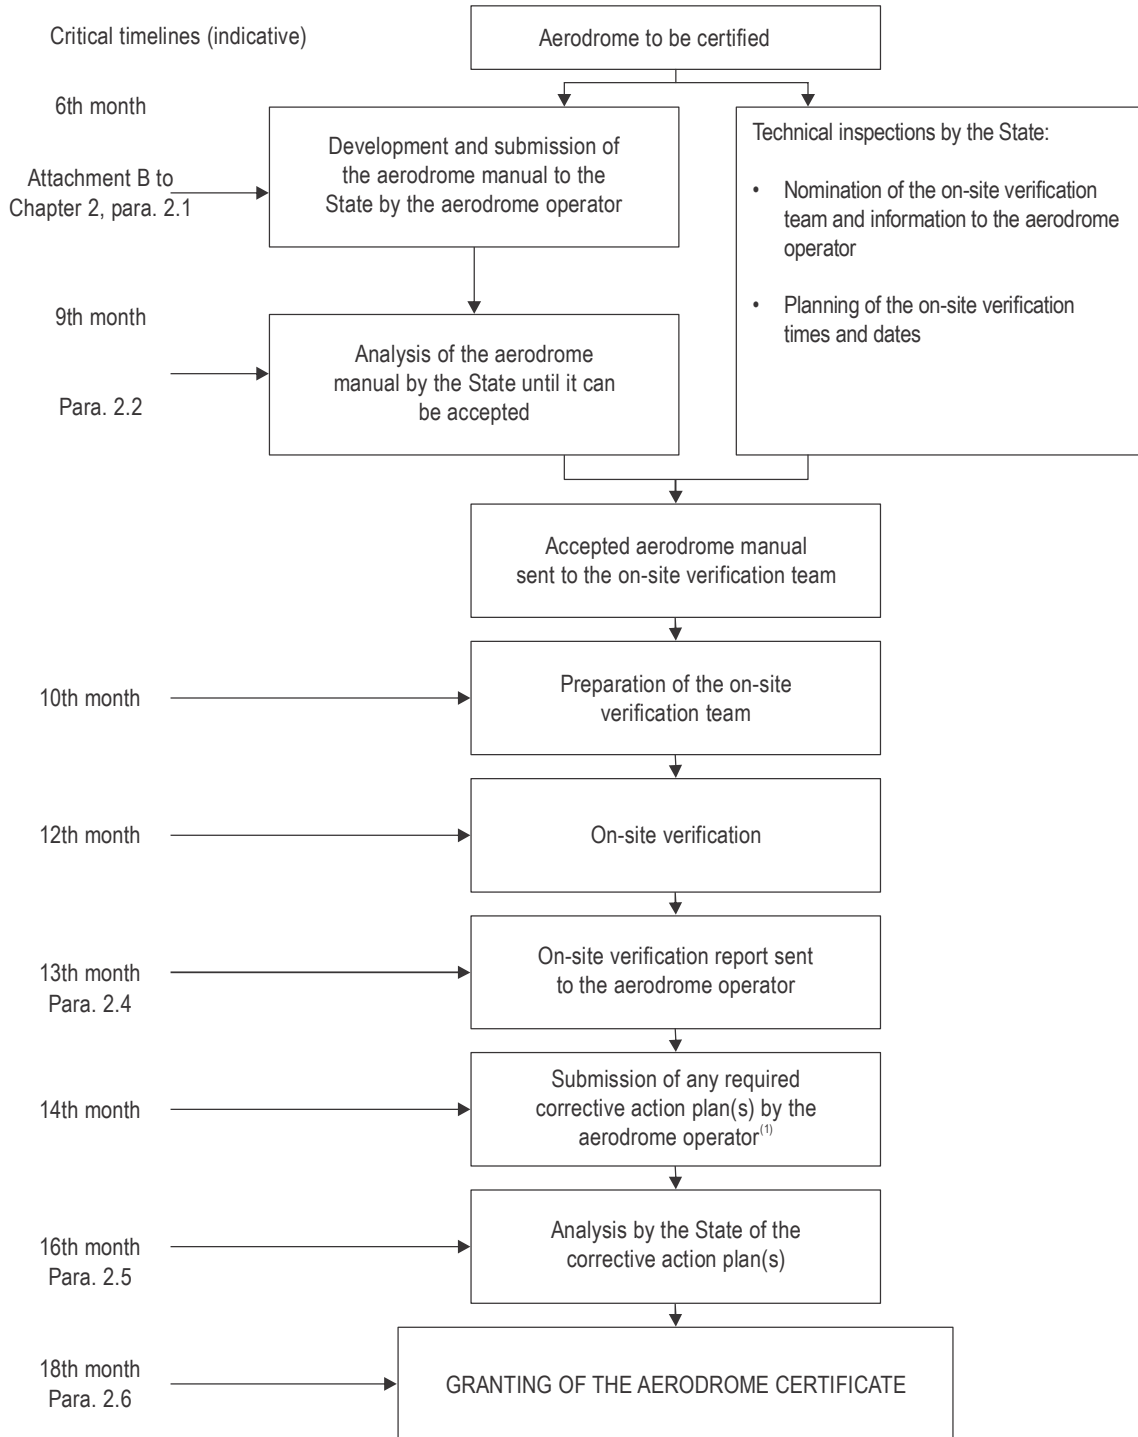 Critical timelines (indicative)
Aerodrome to be certified
6th month
Attachment B to
Chapter 2, para. 2.1
Development and submission of
the aerodrome manual to the
State by the aerodrome operator
Technical inspections by the State:
• Nomination of the on-site verification
team and information to the aerodrome
operator
• Planning of the on-site verification
times and dates
9th month
Para. 2.2
Analysis of the aerodrome
manual by the State until it can
be accepted
Accepted aerodrome manual
sent to the on-site verification team
10th month
Preparation of the on-site
verification team
12th month
On-site verification
13th month
Para. 2.4
On-site verification report sent
to the aerodrome operator
14th month
Submission of any required
corrective action plan(s) by the
aerodrome operator(1)
16th month
Para. 2.5
Analysis by the State of the
corrective action plan(s)
18th month
Para. 2.6
GRANTING OF THE AERODROME CERTIFICATE